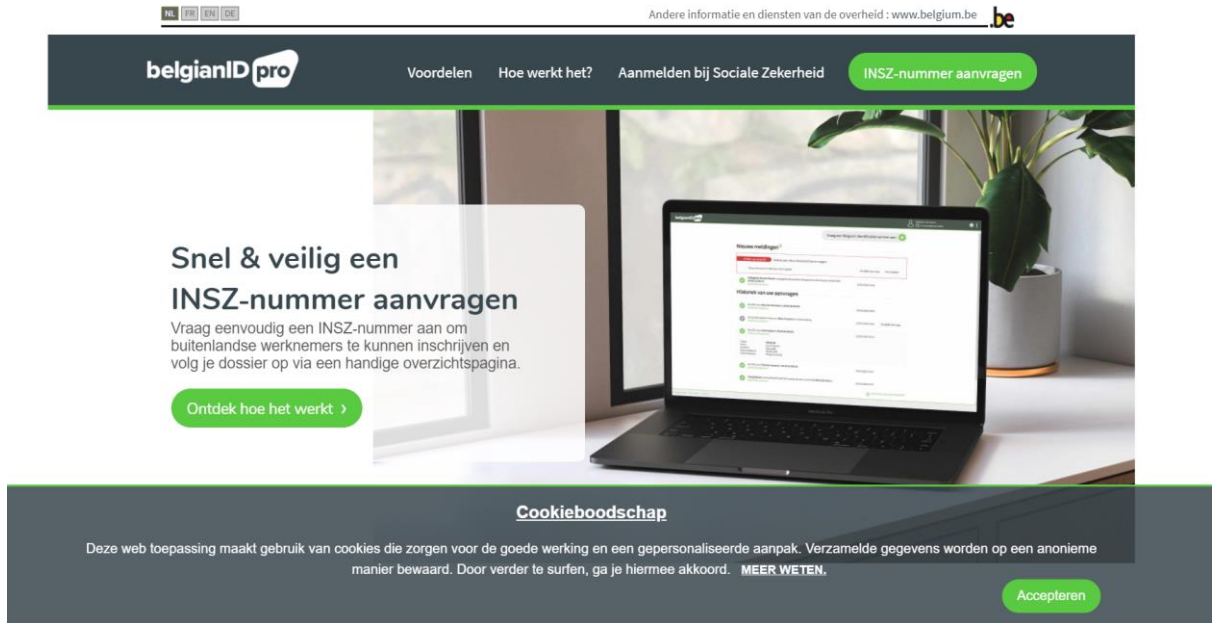 NL FR EN DE
Andere informatie en diensten van de overheid : www.belgium.be
.be
belgianID pro
Voordelen
Hoe werkt het?
Aanmelden bij Sociale Zekerheid
INSZ-nummer aanvragen
Snel & veilig een
INSZ-nummer aanvragen
Vraag eenvoudig een INSZ-nummer aan om
buitenlandse werknemers te kunnen inschrijven en
volg je dossier op via een handige overzichtspagina.
Ontdek hoe het werkt ›
belgianID
Nieuwe meldingen
Historiek van uw aanvragen
Cookieboodschap
Deze web toepassing maakt gebruik van cookies die zorgen voor de goede werking en een gepersonaliseerde aanpak. Verzamelde gegevens worden op een anonieme
manier bewaard. Door verder te surfen, ga je hiermee akkoord. MEER WETEN.
Accepteren